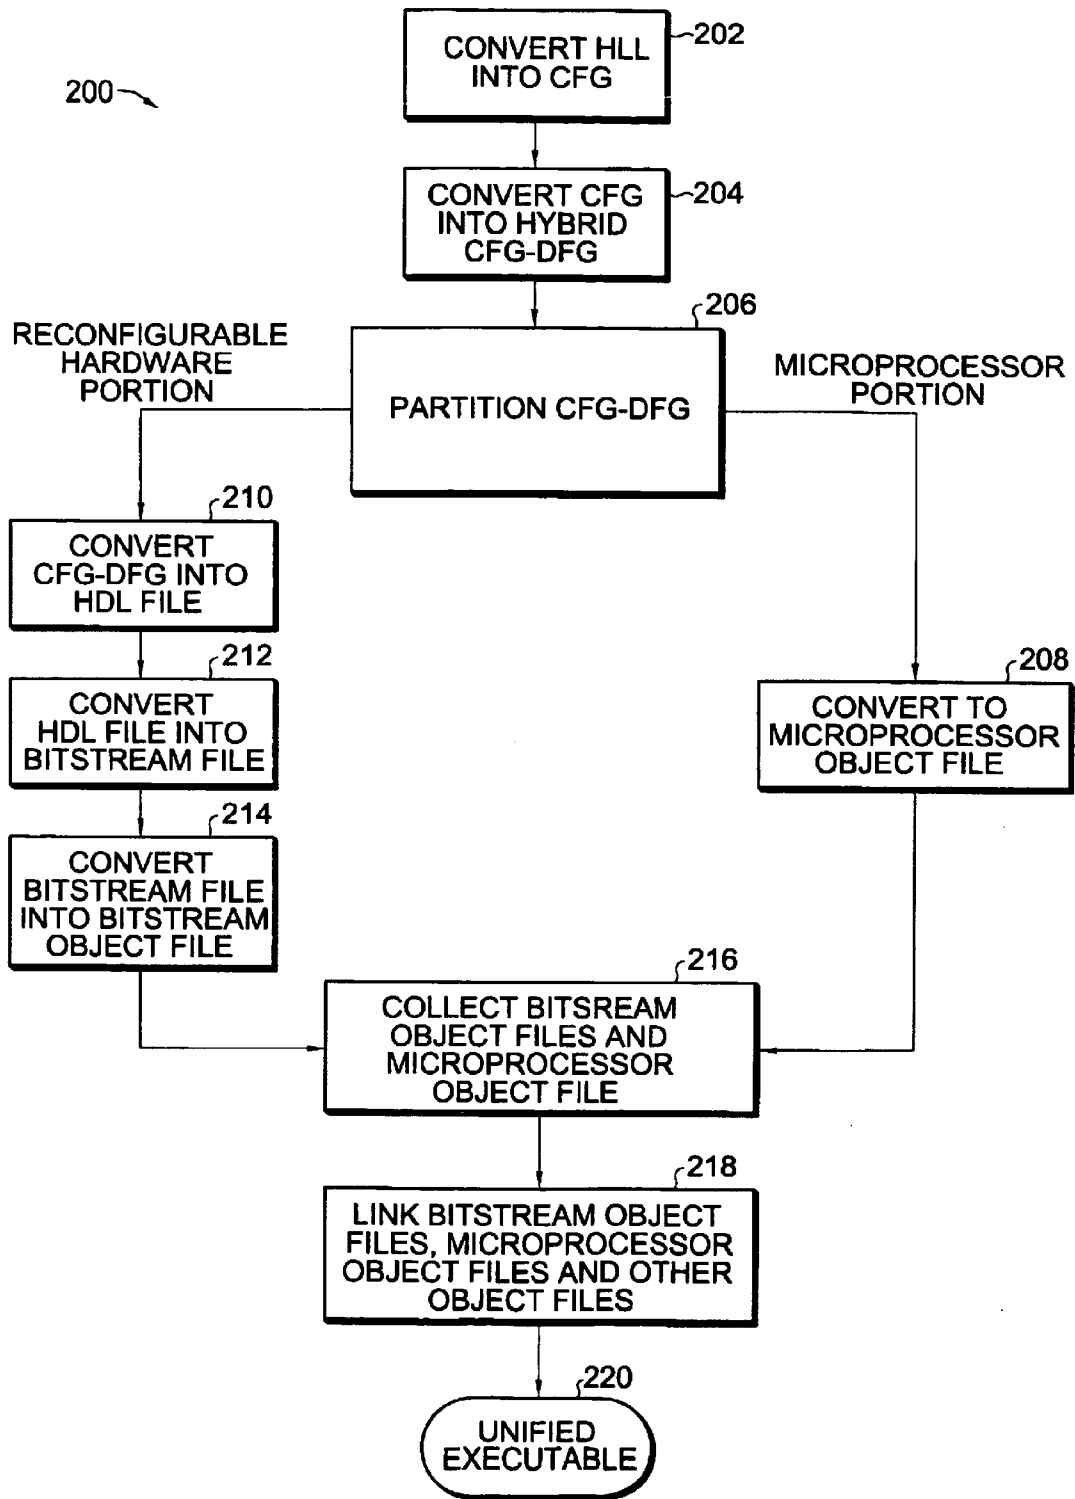 202
CONVERT HLL
INTO CFG
200
204
CONVERT CFG
INTO HYBRID
CFG-DFG
206
RECONFIGURABLE
HARDWARE
PORTION
MICROPROCESSOR
PORTION
PARTITION CFG-DFG
210
CONVERT
CFG-DFG INTO
HDL FILE
212
CONVERT
HDL FILE INTO
BITSTREAM FILE
208
CONVERT TO
MICROPROCESSOR
OBJECT FILE
214
CONVERT
BITSTREAM FILE
INTO BITSTREAM
OBJECT FILE
216
COLLECT BITSREAM
OBJECT FILES AND
MICROPROCESSOR
OBJECT FILE
218
LINK BITSTREAM OBJECT
FILES, MICROPROCESSOR
OBJECT FILES AND OTHER
OBJECT FILES
220
UNIFIED
EXECUTABLE